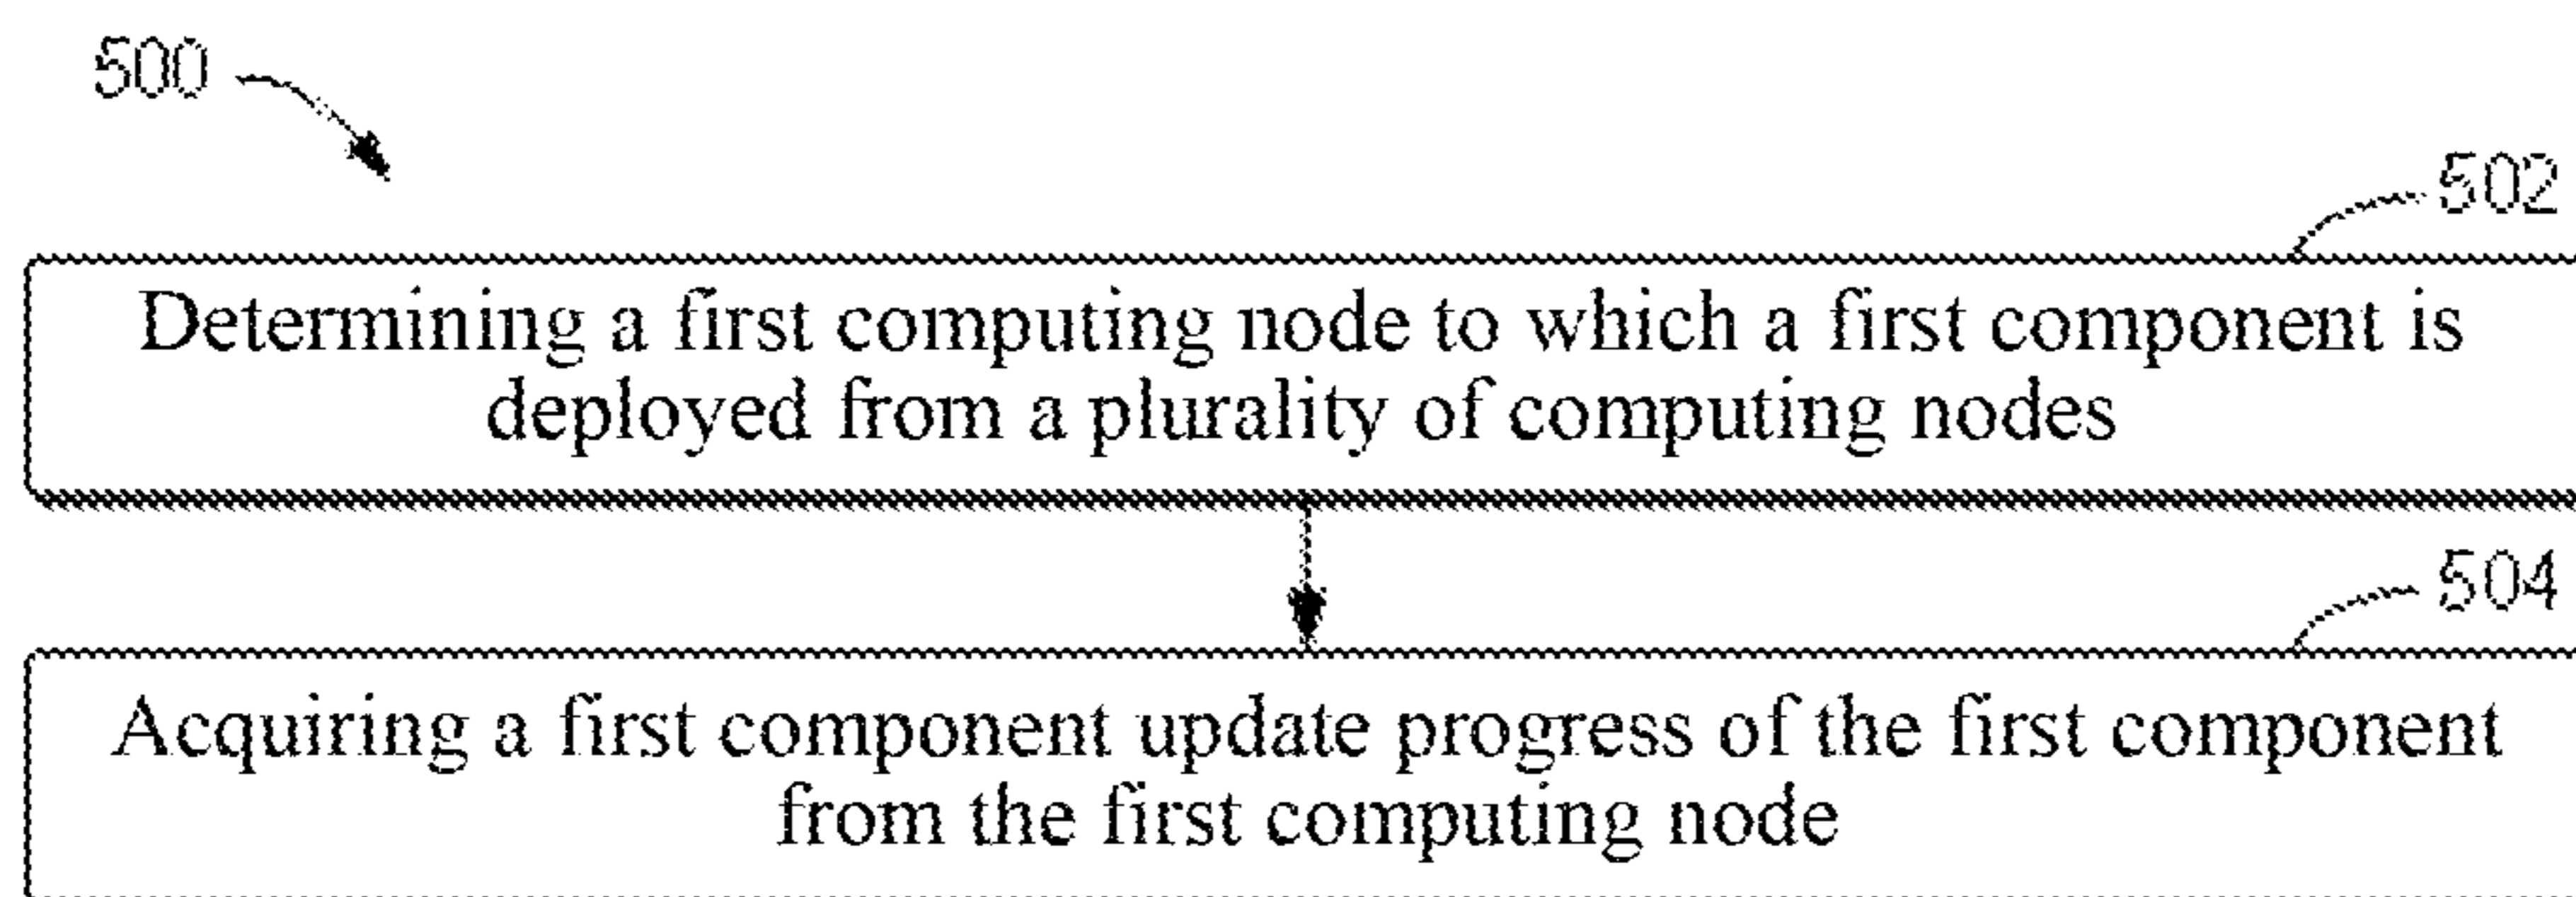 500
502
Determining a first computing node to which a first component is
deployed from a plurality of computing nodes
504
Acquiring a first component update progress of the first component
from the first computing node